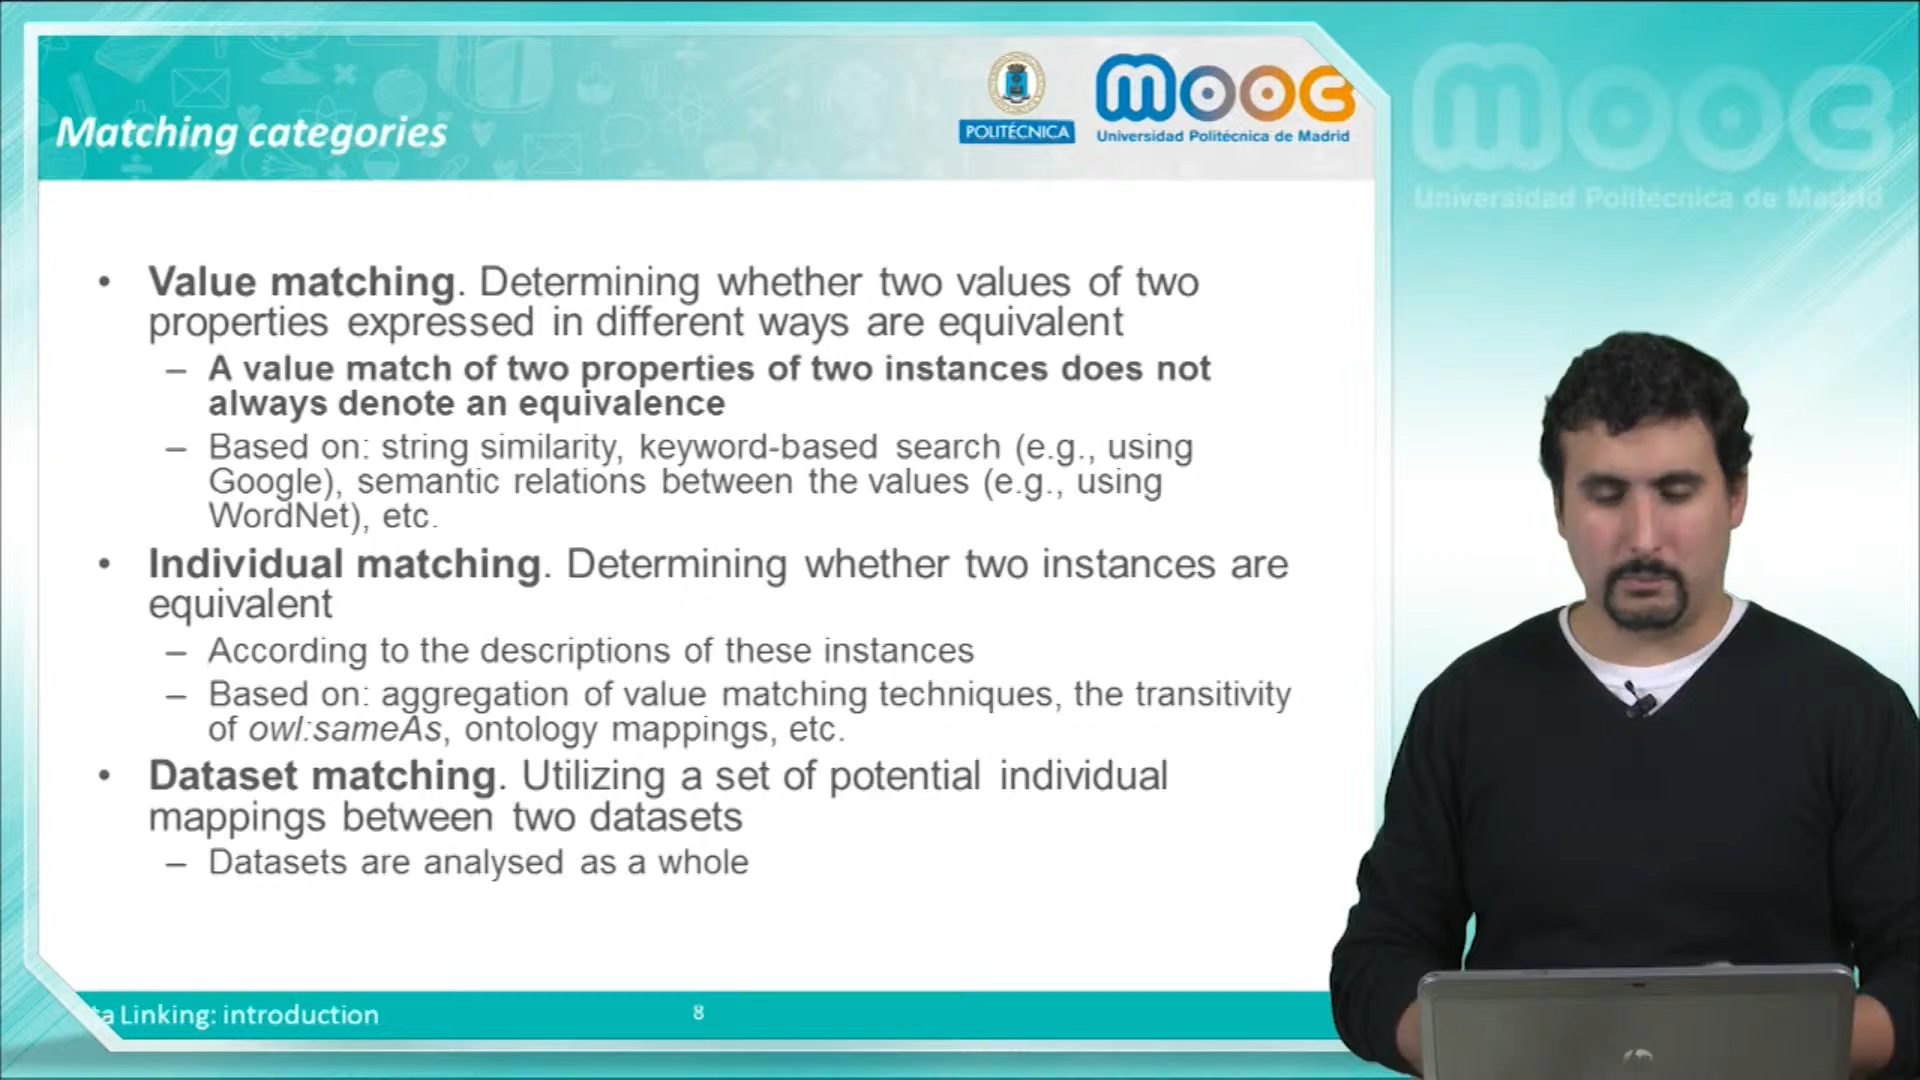 Matching categories
POLITÉCNICA
mooc
Universidad Politécnica de Madrid
mooc
Universidad Politécnica de Madrid
• Value matching. Determining whether two values of two
properties expressed in different ways are equivalent
– A value match of two properties of two instances does not
always denote an equivalence
– Based on: string similarity, keyword-based search (e.g., using
Google), semantic relations between the values (e.g., using
WordNet), etc.
• Individual matching. Determining whether two instances are
equivalent
– According to the descriptions of these instances
– Based on: aggregation of value matching techniques, the transitivity
of owl:sameAs, ontology mappings, etc.
• Dataset matching. Utilizing a set of potential individual
mappings between two datasets
– Datasets are analysed as a whole
ta Linking: introduction
8
hp